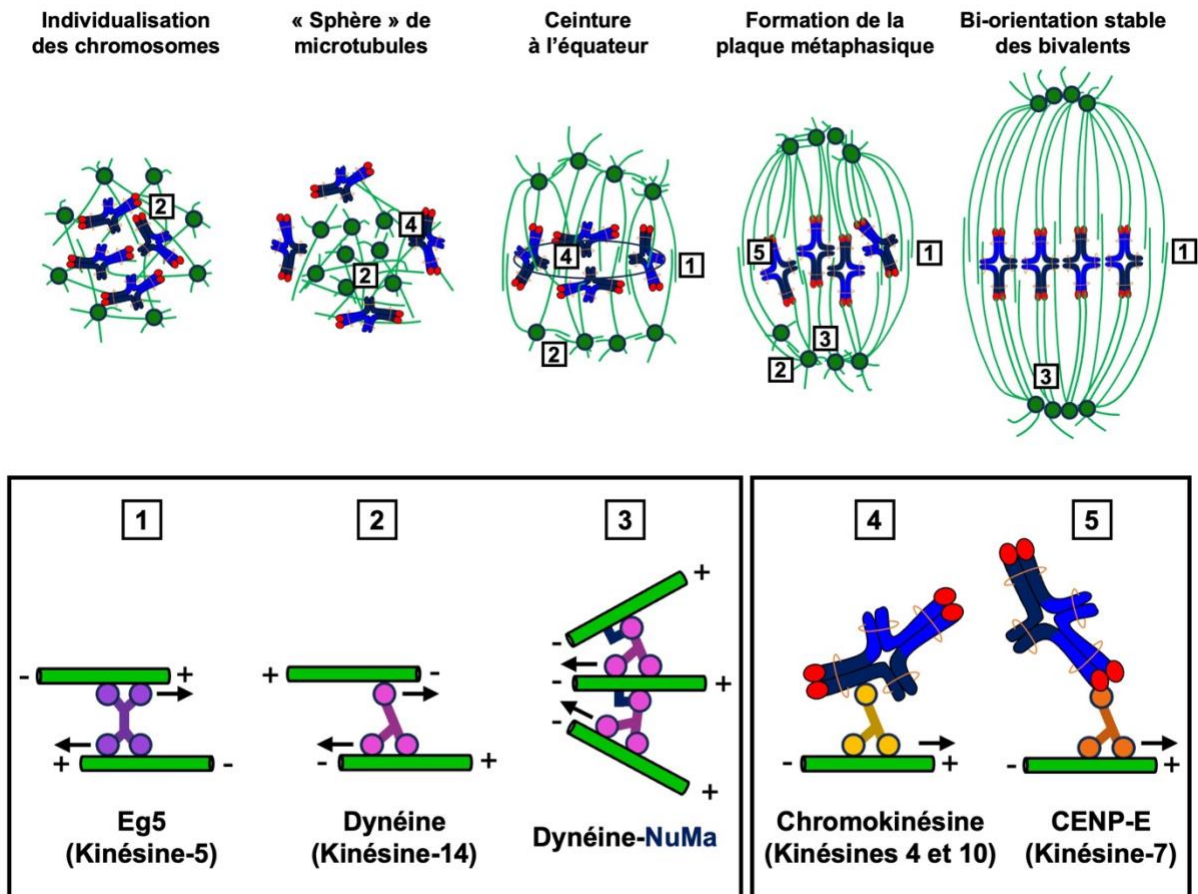 Individualisation
des chromosomes
« Sphère » de
microtubules
Ceinture
à l’équateur
Formation de la
plaque métaphasique
Bi-orientation stable
des bivalents
2
4
2
4
1
2
5
1
3
2
1
3
1
2
3
4
5
- +
+ -
Eg5
(Kinésine-5)
+ -
- +
Dynéine
(Kinésine-14)
+
-
- +
-
+
Dynéine-NuMa
- +
Chromokinésine
(Kinésines 4 et 10)
- +
CENP-E
(Kinésine-7)